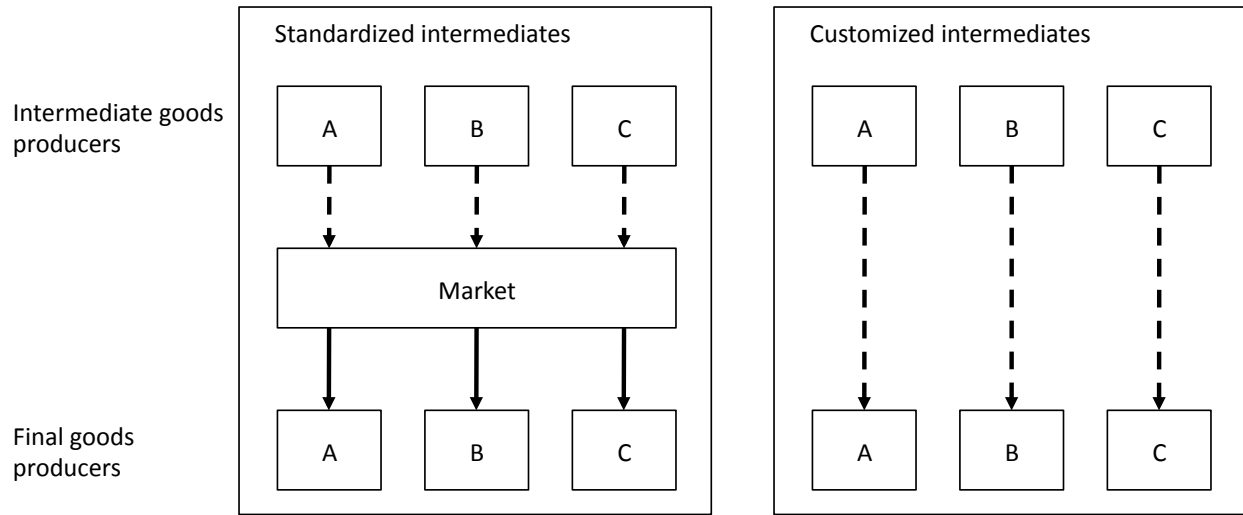 Standardized intermediates
Customized intermediates
Intermediate goods
producers
A
B
C
A
B
C
Market
Final goods
producers
A
B
C
A
B
C